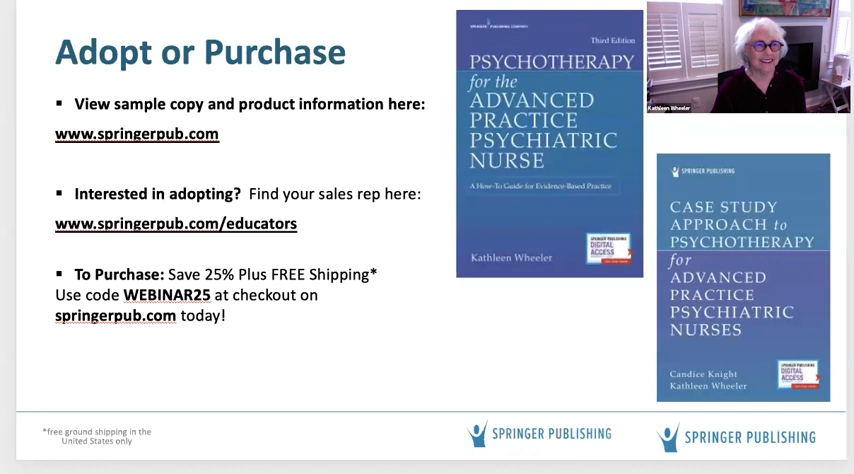 Adopt or Purchase
▪ View sample copy and product information here:
www.springerpub.com
▪ Interested in adopting? Find your sales rep here:
www.springerpub.com/educators
▪ To Purchase: Save 25% Plus FREE Shipping*
Use code WEBINAR25 at checkout on
springerpub.com today!
*free ground shipping in the
United States only
SPRINGER PUBLISHING COMPANY
Third Edition
PSYCHOTHERAPY
for the
ADVANCED
PRACTICE
PSYCHIATRIC
NURSE
A How-To Guide for Evidence-Based Practice
Kathleen Wheeler
SPRINGER PUBLISHING
DIGITAL
ACCESS
Kathleen Wheeler
SPRINGER PUBLISHING
CASE STUDY
APPROACH to
PSYCHOTHERAPY
for
ADVANCED
PRACTICE
PSYCHIATRIC
NURSES
Candice Knight
Kathleen Wheeler
SPRINGER PUBLISHING
DIGITAL
ACCESS
SPRINGER PUBLISHING
SPRINGER PUBLISHING